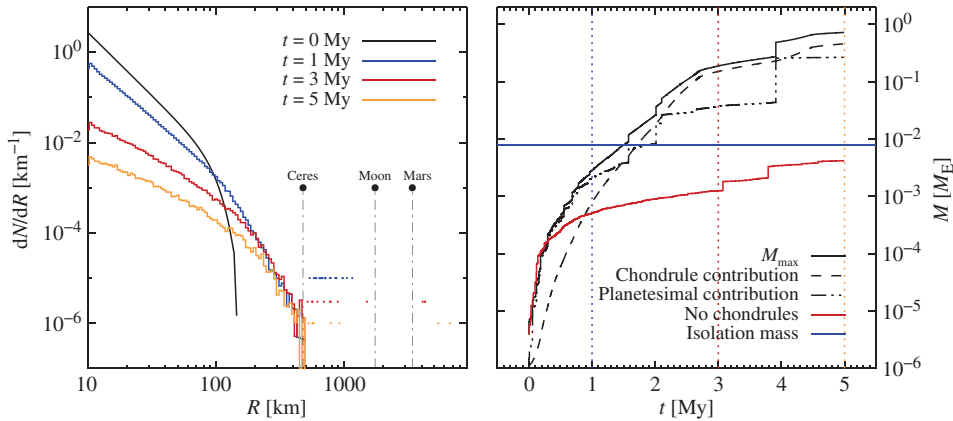 10^0
10^−2
10^−4
10^−6
dN/dR [km^−1]
t = 0 My
t = 1 My
t = 3 My
t = 5 My
Ceres
Moon
Mars
10
100
1000
R [km]
M_max
Chondrule contribution
Planetesimal contribution
No chondrules
Isolation mass
0
1
2
3
4
5
t [My]
10^0
10^−1
10^−2
10^−3
10^−4
10^−5
10^−6
M [M_E]